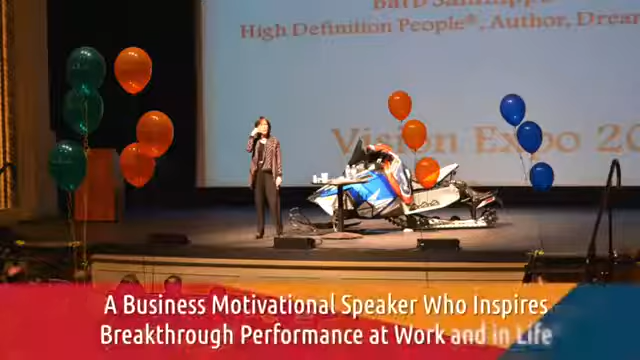 High Definition People®, Author, Dream
Vision Expo 20
A Business Motivational Speaker Who Inspires
Breakthrough Performance at Work and in Life